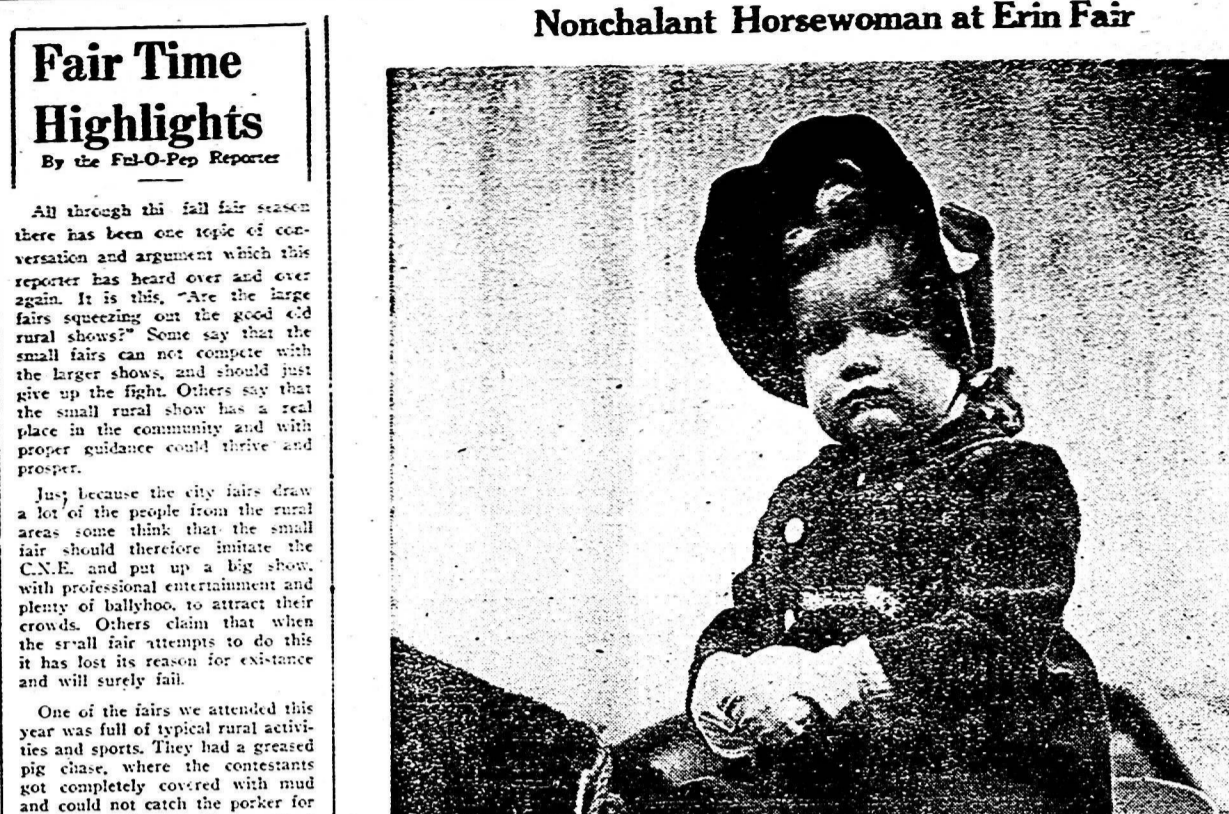 Fair Time
Highlights
By the Ful-O-Pep Reporter
All through thi fall fair season
there has been one topic of con-
versation and argument which this
reporter has heard over and over
again. It is this, "Are the large
fairs squeezing out the good old
rural shows?" Some say that the
small fairs can not compete with
the larger shows, and should just
give up the fight. Others say that
the small rural show has a real
place in the community and with
proper guidance could thrive and
prosper.
Just because the city fairs draw
a lot of the people from the rural
areas some think that the small
fair should therefore imitate the
C.N.E. and put up a big show,
with professional entertainment and
plenty of ballyhoo, to attract their
crowds. Others claim that when
the small fair attempts to do this
it has lost its reason for existance
and will surely fail.
One of the fairs we attended this
year was full of typical rural activi-
ties and sports. They had a greased
pig chase, where the contestants
got completely covered with mud
and could not catch the porker for
Nonchalant Horsewoman at Erin Fair